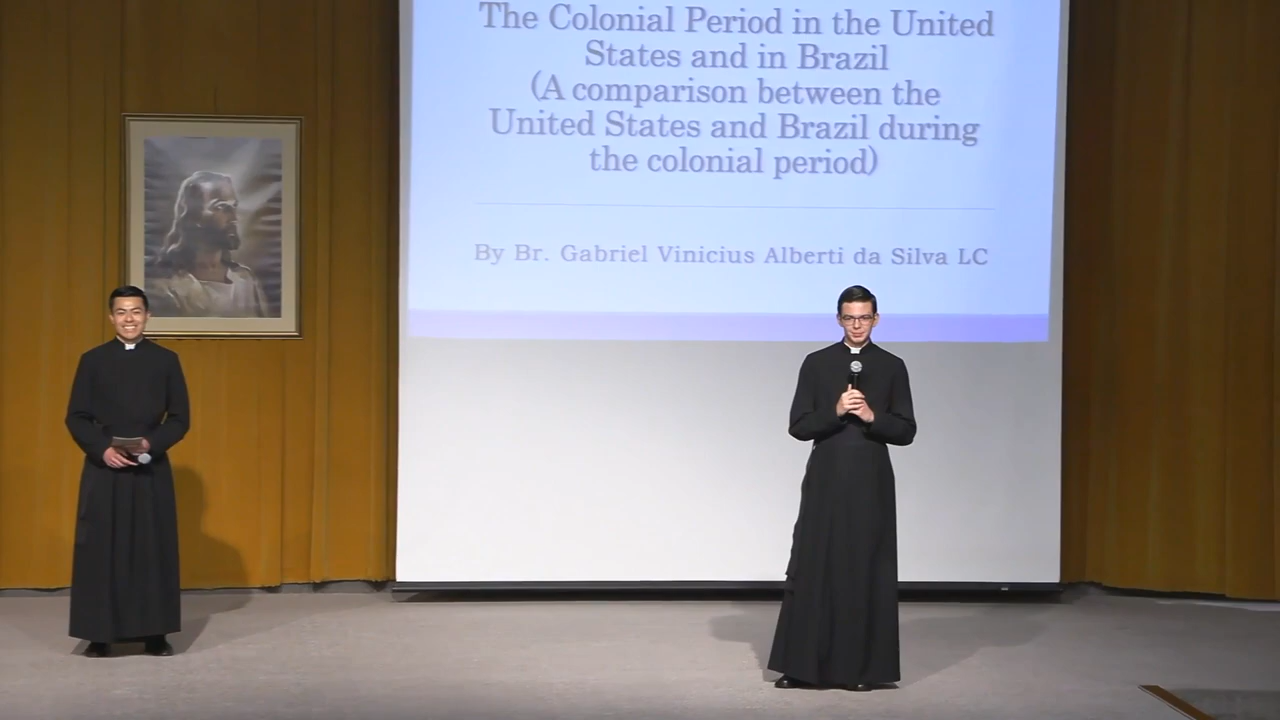 The Colonial Period in the United
States and in Brazil
(A comparison between the
United States and Brazil during
the colonial period)
By Br. Gabriel Vinicius Alberti da Silva LC